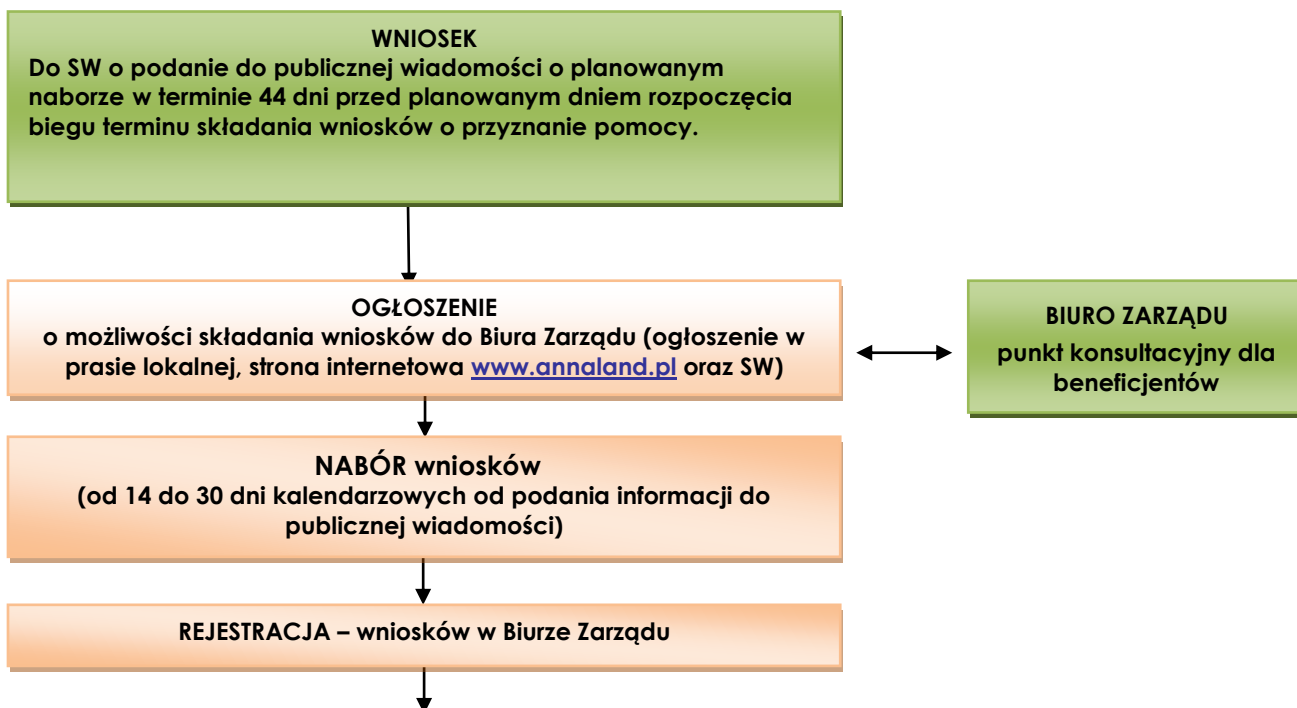 WNIOSEK
Do SW o podanie do publicznej wiadomości o planowanym
naborze w terminie 44 dni przed planowanym dniem rozpoczęcia
biegu terminu składania wniosków o przyznanie pomocy.
OGŁOSZENIE
o możliwości składania wniosków do Biura Zarządu (ogłoszenie w
prasie lokalnej, strona internetowa www.annaland.pl oraz SW)
BIURO ZARZĄDU
punkt konsultacyjny dla
beneficjentów
NABÓR wniosków
(od 14 do 30 dni kalendarzowych od podania informacji do
publicznej wiadomości)
REJESTRACJA – wniosków w Biurze Zarządu